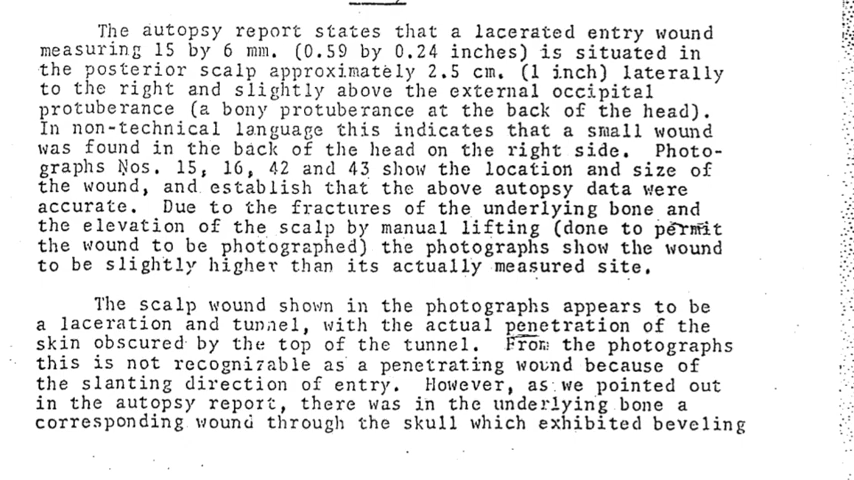 The autopsy report states that a lacerated entry wound
measuring 15 by 6 mm. (0.59 by 0.24 inches) is situated in
the posterior scalp approximately 2.5 cm. (1 inch) laterally
to the right and slightly above the external occipital
protuberance (a bony protuberance at the back of the head).
In non-technical language this indicates that a small wound
was found in the back of the head on the right side. Photo-
graphs Nos. 15, 16, 42 and 43 show the location and size of
the wound, and establish that the above autopsy data were
accurate. Due to the fractures of the underlying bone and
the elevation of the scalp by manual lifting (done to permit
the wound to be photographed) the photographs show the wound
to be slightly higher than its actually measured site.
The scalp wound shown in the photographs appears to be
a laceration and tunnel, with the actual penetration of the
skin obscured by the top of the tunnel. From the photographs
this is not recognizable as a penetrating wound because of
the slanting direction of entry. However, as we pointed out
in the autopsy report, there was in the underlying bone a
corresponding wound through the skull which exhibited beveling